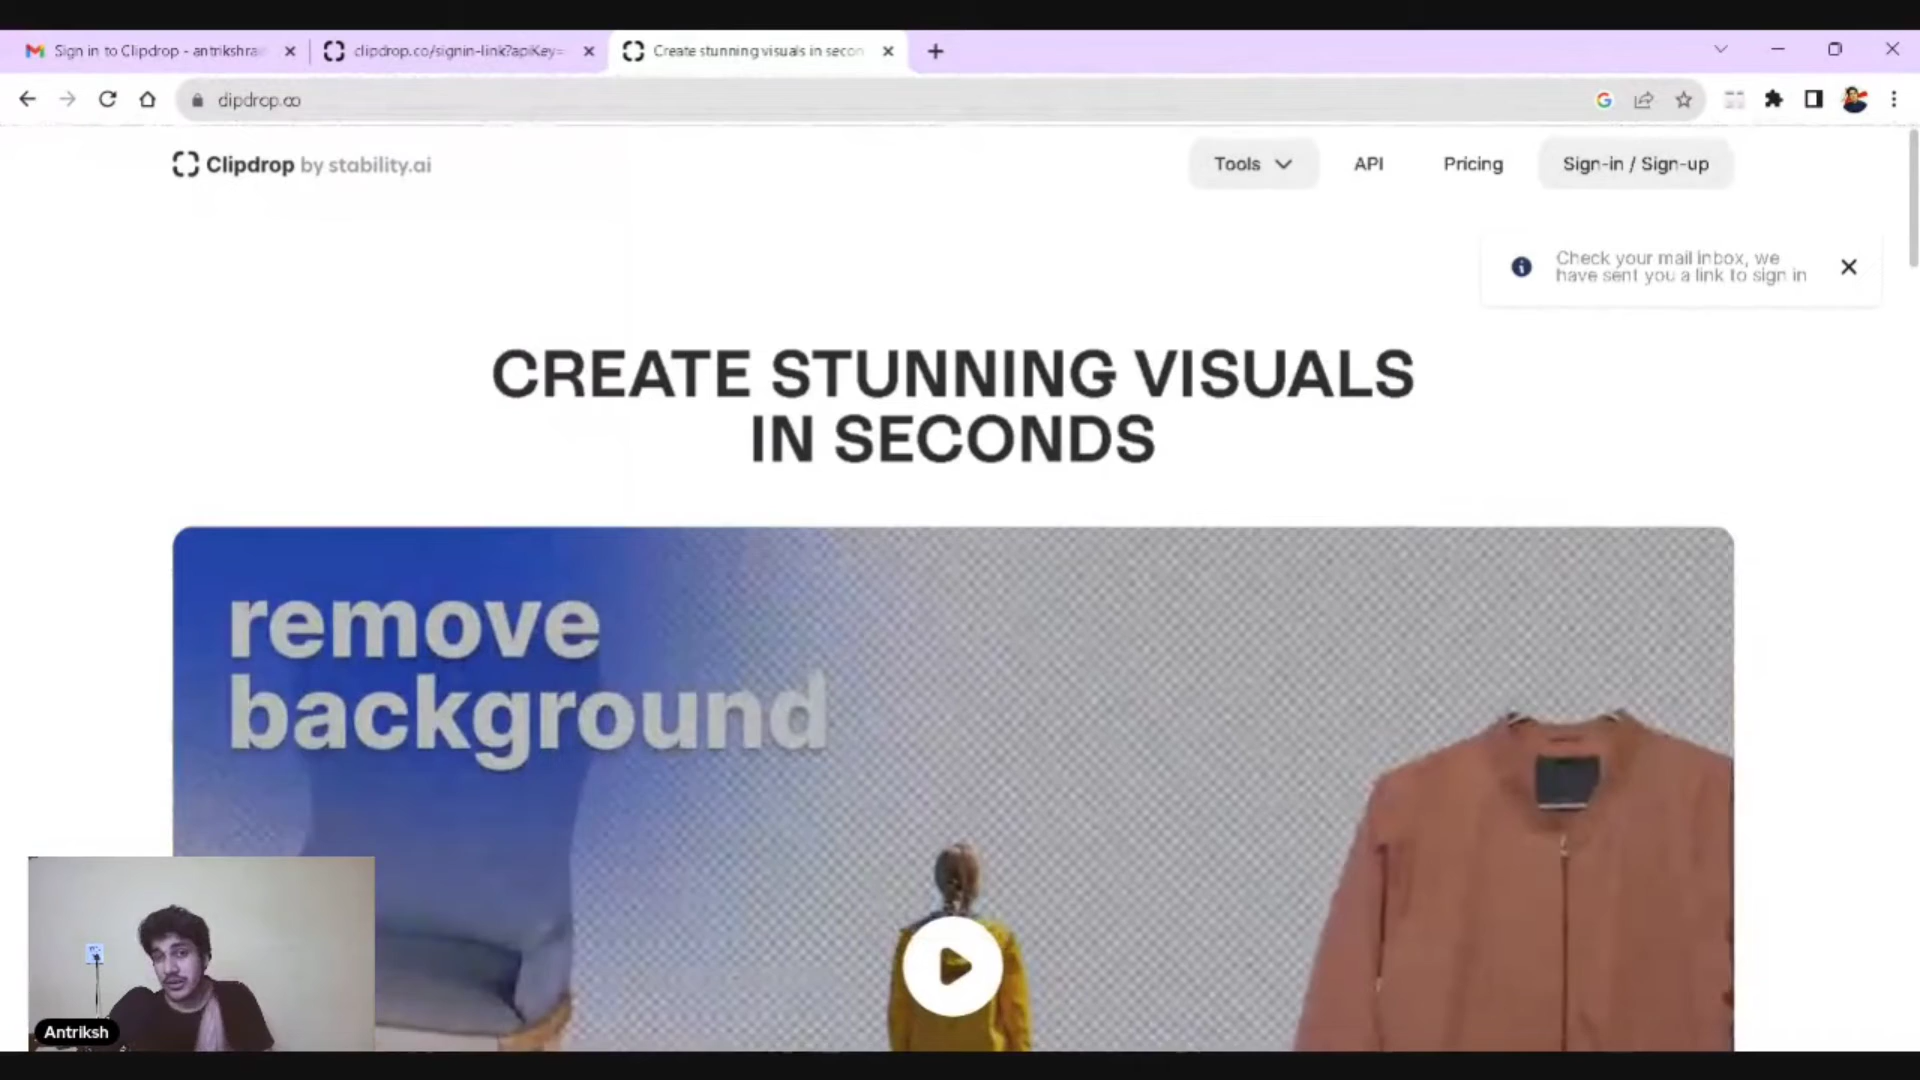 Sign in to Clipdrop - antrikshra
clipdrop.co/signin-link?apiKey=
Create stunning visuals in secon
clipdrop.co
Clipdrop by stability.ai
Tools
API
Pricing
Sign-in / Sign-up
Check your mail inbox, we
have sent you a link to sign in
CREATE STUNNING VISUALS
IN SECONDS
remove
background
Antriksh